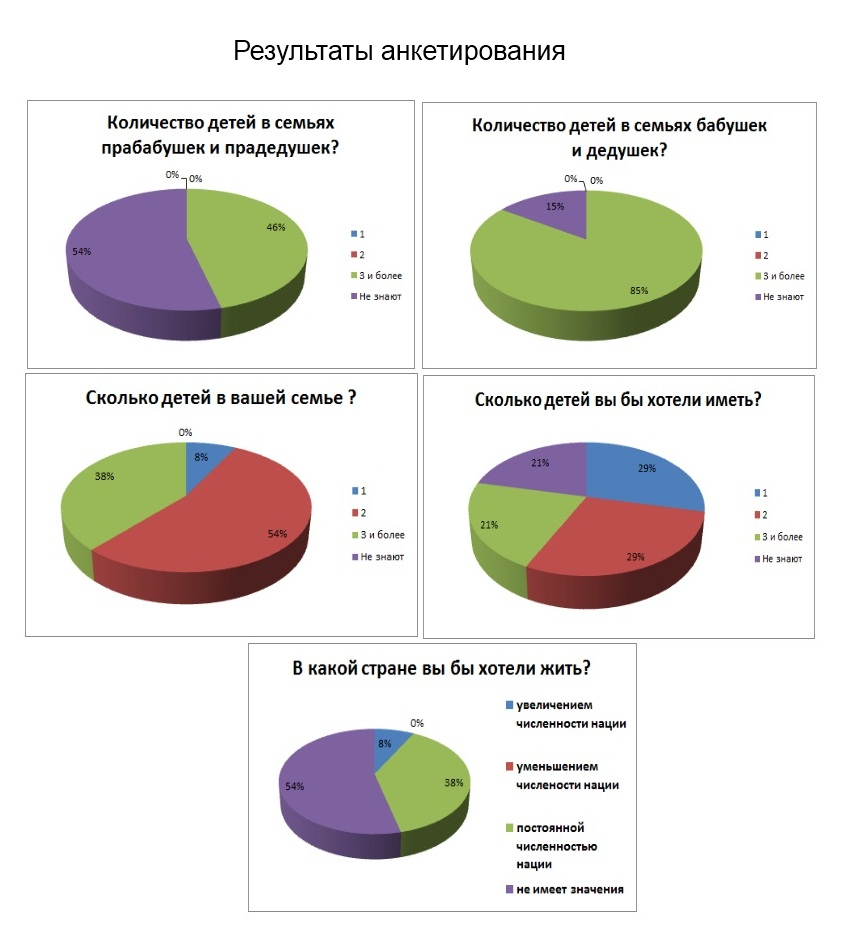 Результаты анкетирования
Количество детей в семьях
прабабушек и прадедушек?
0%
0%
46%
54%
1
2
3 и более
Не знают
Количество детей в семьях бабушек
и дедушек?
0%
0%
15%
85%
1
2
3 и более
Не знают
Сколько детей в вашей семье ?
0%
8%
38%
54%
1
2
3 и более
Не знают
Сколько детей вы бы хотели иметь?
21%
29%
21%
29%
1
2
3 и более
Не знают
В какой стране вы бы хотели жить?
0%
8%
38%
54%
увеличением
численности нации
уменьшением
числености нации
постоянной
численностью
нации
не имеет значения